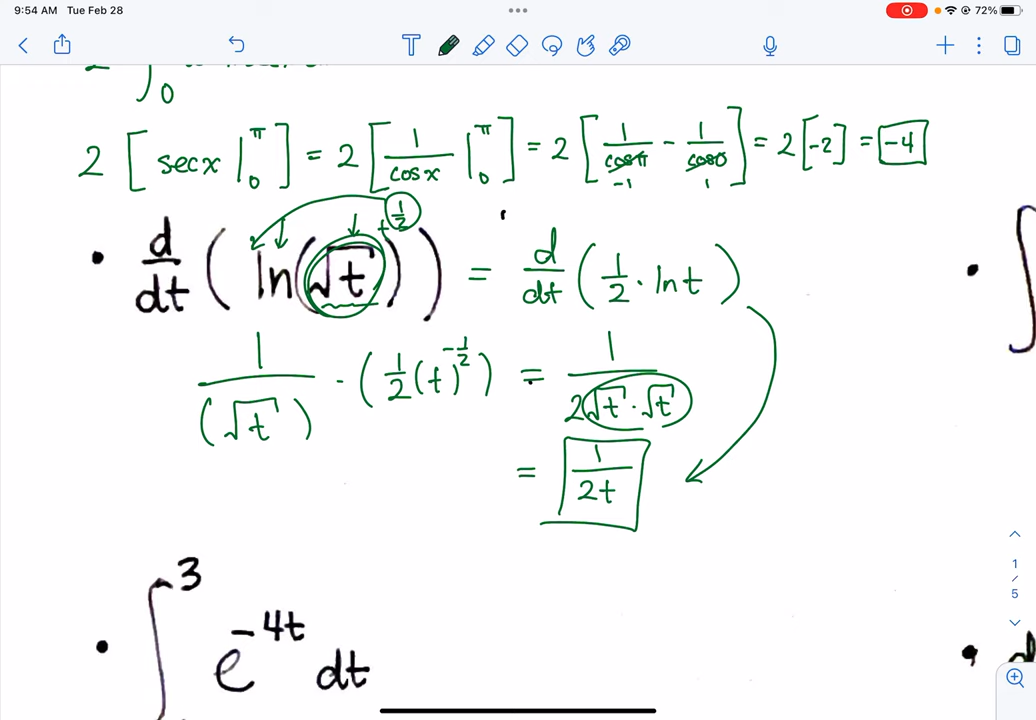 9:54 AM Tue Feb 28 72%
T
0
2 [ sec x |₀^π ] = 2 [ 1/cos x |₀^π ] = 2 [ 1/cos π - 1/cos 0 ] = 2 [-2] = -4
-1 1
1/2
• d/dt ( ln(√t) ) = d/dt ( 1/2 · ln t )
1/(√t) · ( 1/2 (t)^(-1/2) ) = 1/(2√t · √t)
= 1/2t
1
/
5
• ∫^3 e^(-4t) dt